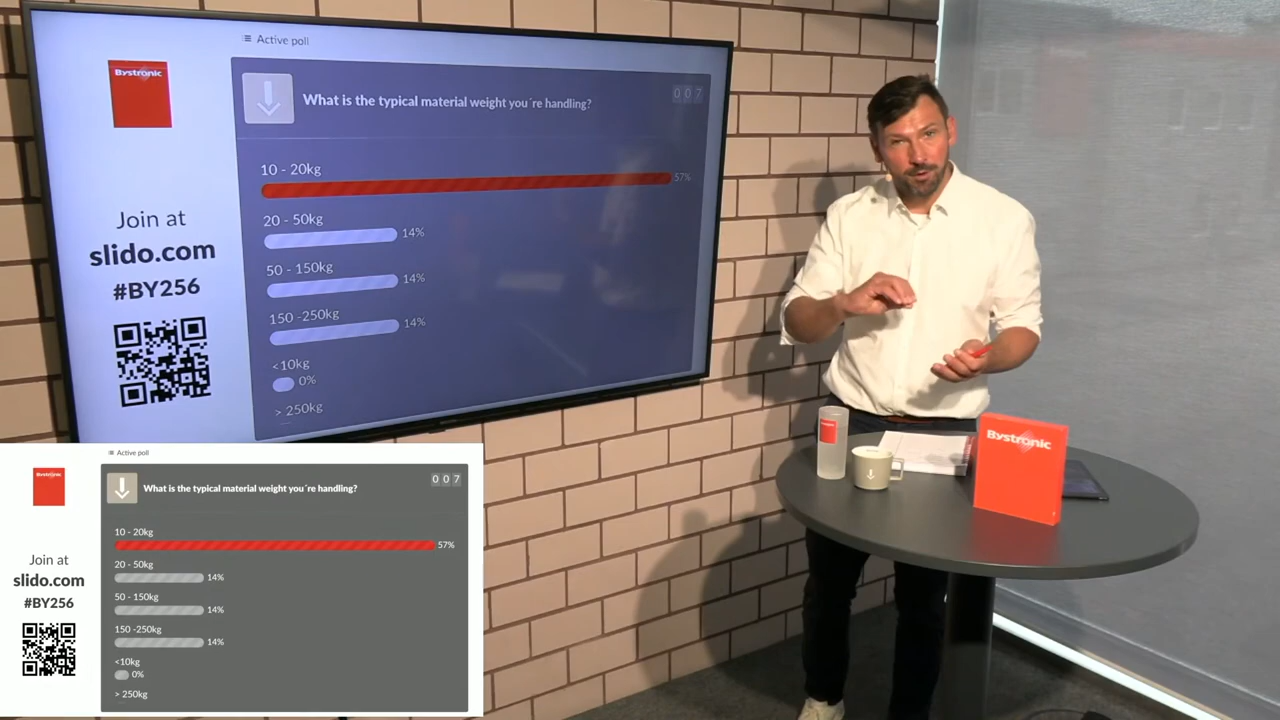 Active poll
Bystronic
What is the typical material weight you´re handling?
007
10 - 20kg
57%
20 - 50kg
14%
50 - 150kg
14%
150 -250kg
14%
<10kg
0%
> 250kg
Join at
slido.com
#BY256
Bystronic
Active poll
Bystronic
What is the typical material weight you´re handling?
007
10 - 20kg
57%
20 - 50kg
14%
50 - 150kg
14%
150 -250kg
14%
<10kg
0%
> 250kg
Join at
slido.com
#BY256